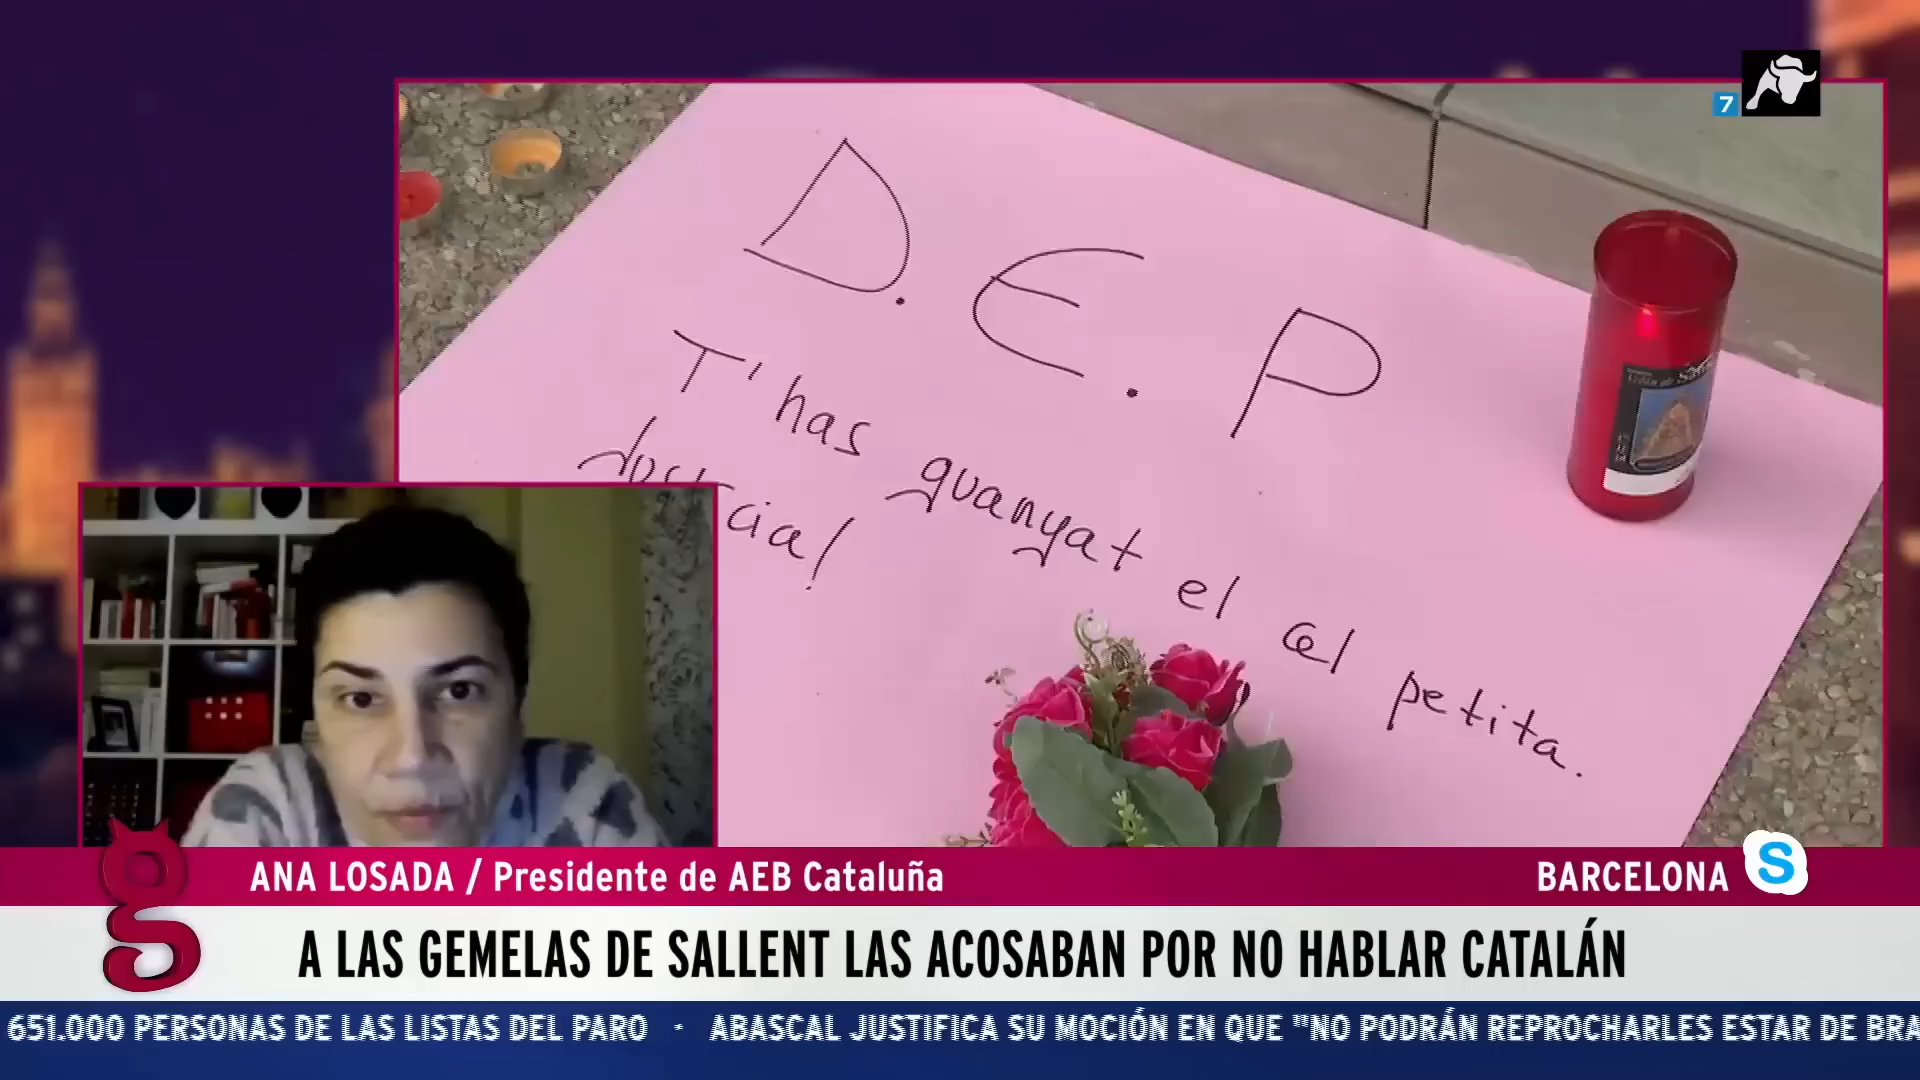 7
D. E. P
T'has guanyat el cel petita.
ANA LOSADA / Presidente de AEB Cataluña
BARCELONA
S
g
A LAS GEMELAS DE SALLENT LAS ACOSABAN POR NO HABLAR CATALÁN
651.000 PERSONAS DE LAS LISTAS DEL PARO - ABASCAL JUSTIFICA SU MOCIÓN EN QUE "NO PODRÁN REPROCHARLES ESTAR DE BRA